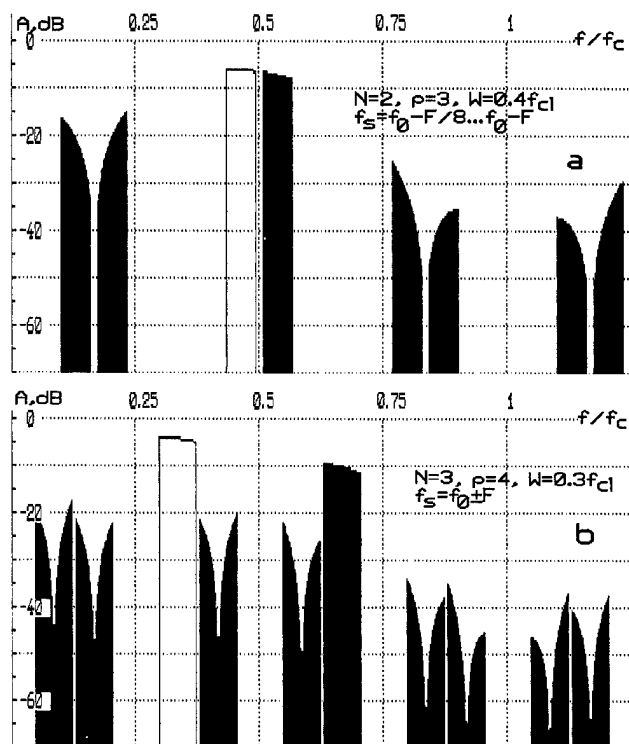 A,dB 0.25 0.5 0.75 1 f/fc
0
N=2, p=3, W=0.4fcl
fs=f0-F/8...f0-F
-20
a
-40
-60
A,dB 0.25 0.5 0.75 1 f/fc
0
N=3, p=4, W=0.3fcl
fs=f0±F
-20
b
-40
-60